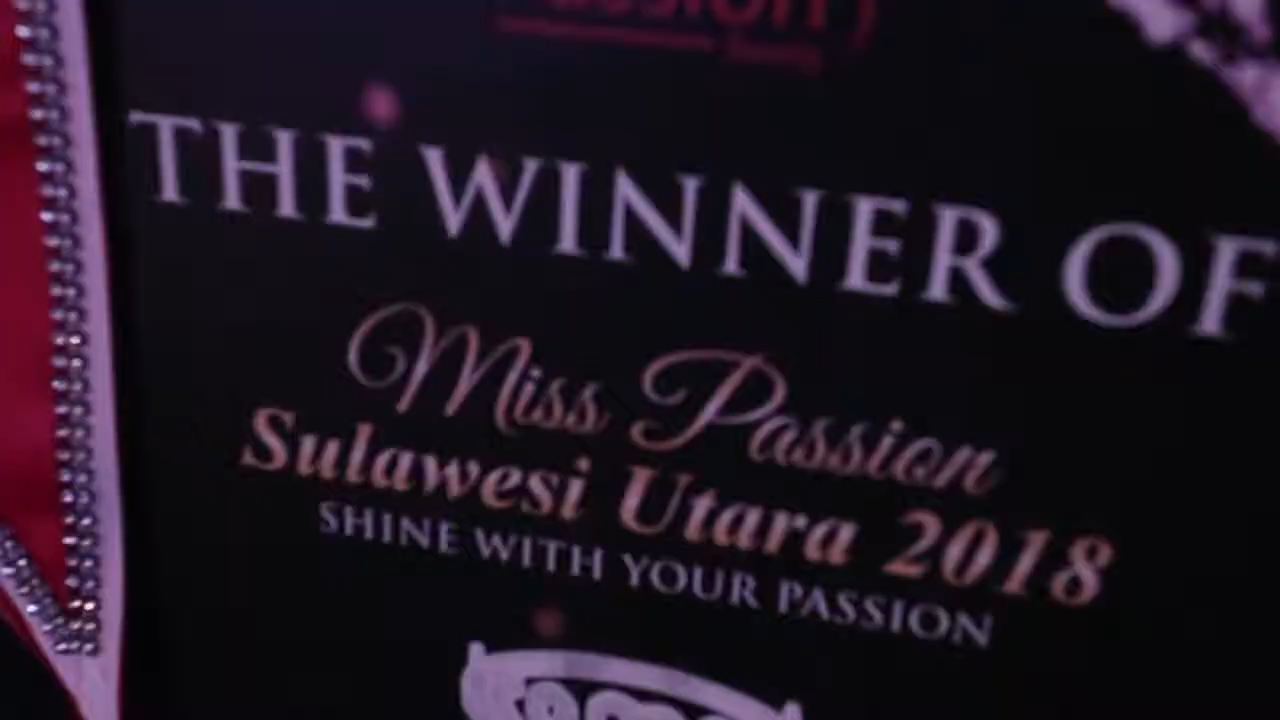 THE WINNER OF
Miss Passion
Sulawesi Utara 2018
SHINE WITH YOUR PASSION